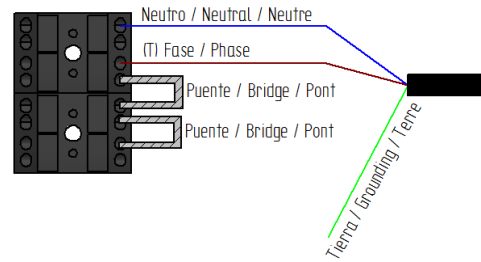 Neutro / Neutral / Neutre
(T) Fase / Phase
Puente / Bridge / Pont
Puente / Bridge / Pont
Tierra / Grounding / Terre